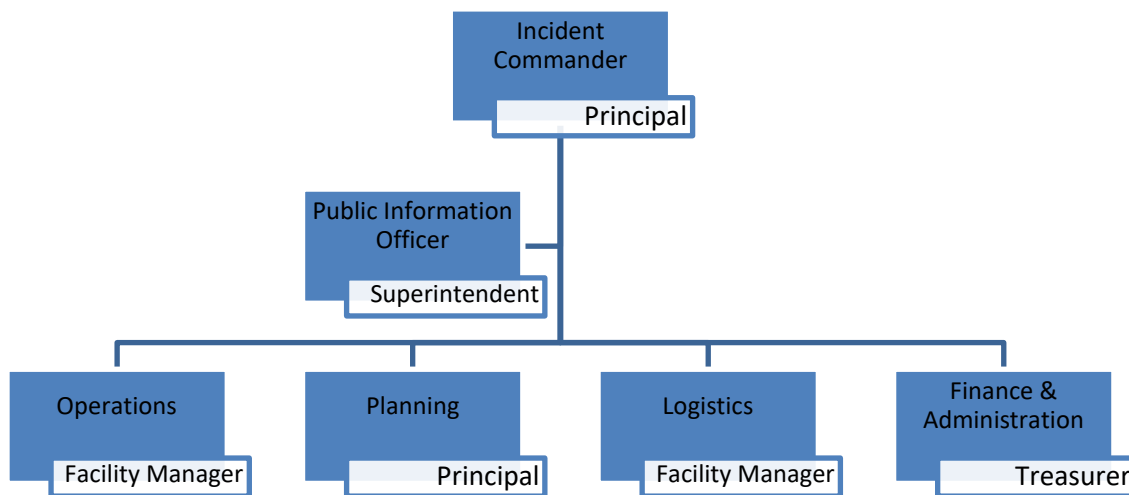 Incident
Commander
Principal
Public Information
Officer
Superintendent
Operations
Facility Manager
Planning
Principal
Logistics
Facility Manager
Finance &
Administration
Treasurer